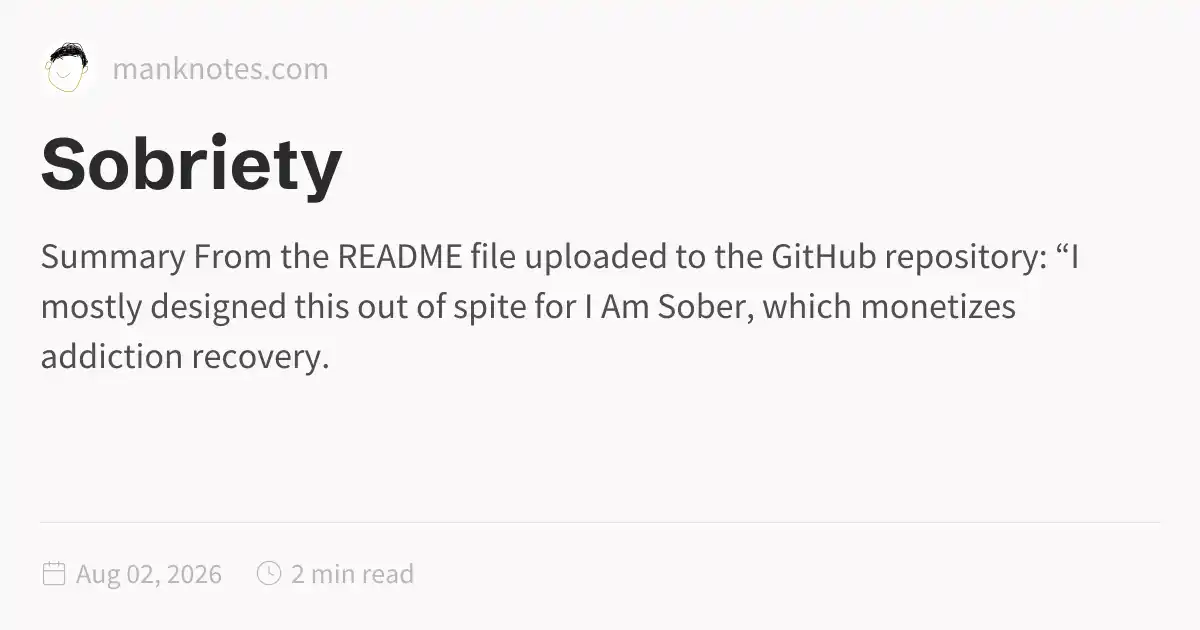 manknotes.com
Sobriety
Summary From the README file uploaded to the GitHub repository: “I
mostly designed this out of spite for I Am Sober, which monetizes
addiction recovery.
Aug 02, 2026
2 min read